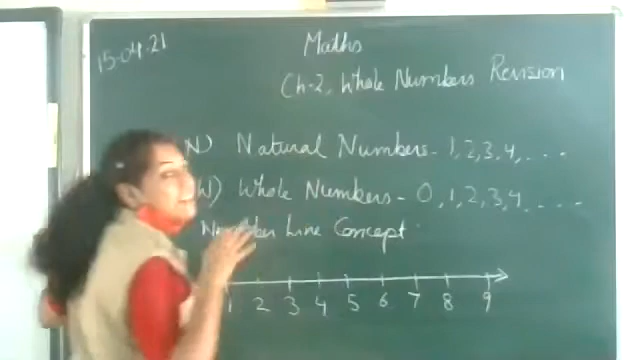 15-04-21
Maths
Ch-2, Whole Numbers Revision
N) Natural Numbers - 1, 2, 3, 4, ....
W) Whole Numbers - 0, 1, 2, 3, 4, ....
Number Line Concept
1 2 3 4 5 6 7 8 9